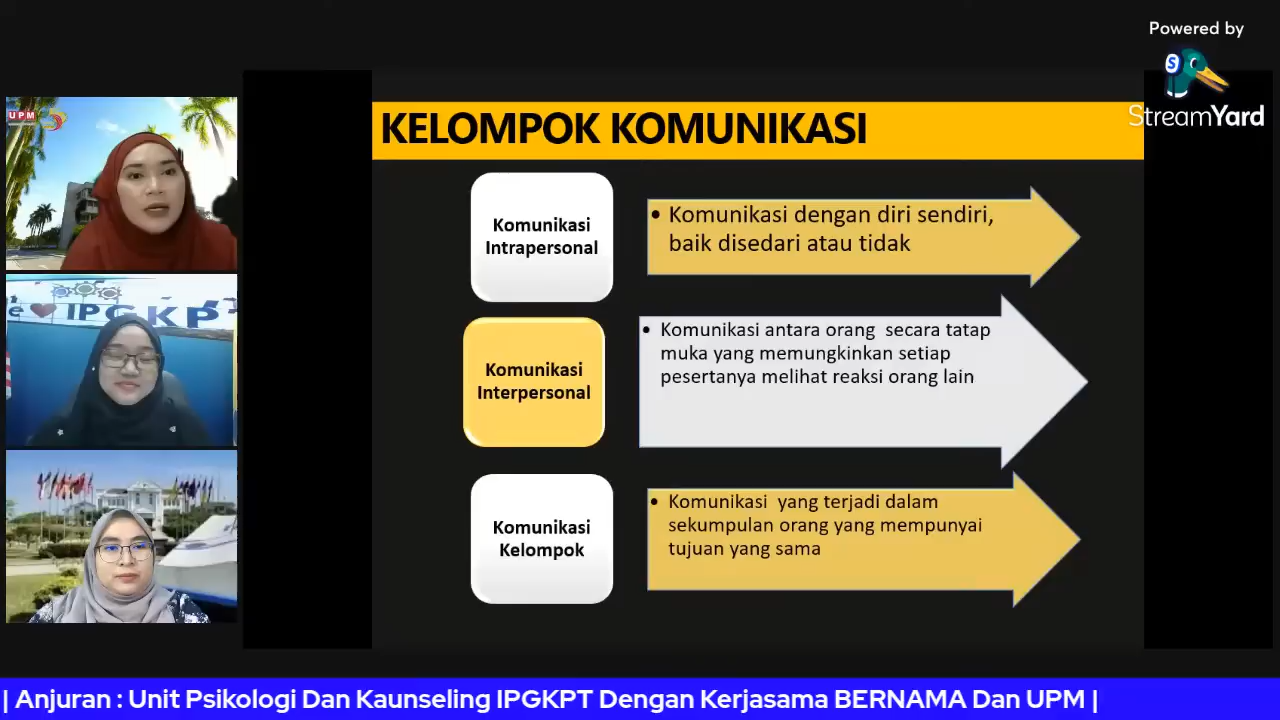 Powered by
StreamYard
UPM
KELOMPOK KOMUNIKASI
Komunikasi
Intrapersonal
• Komunikasi dengan diri sendiri,
baik disedari atau tidak
Komunikasi
Interpersonal
• Komunikasi antara orang secara tatap
muka yang memungkinkan setiap
pesertanya melihat reaksi orang lain
Komunikasi
Kelompok
• Komunikasi yang terjadi dalam
sekumpulan orang yang mempunyai
tujuan yang sama
| Anjuran : Unit Psikologi Dan Kaunseling IPGKPT Dengan Kerjasama BERNAMA Dan UPM |